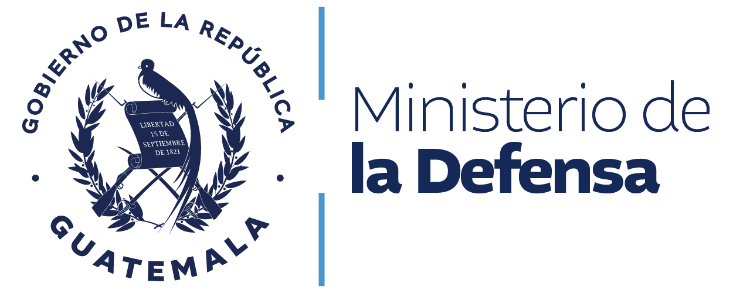 GOBIERNO DE LA REPÚBLICA
LIBERTAD
15 DE
SEPTIEMBRE
DE 1821
GUATEMALA
Ministerio de
la Defensa